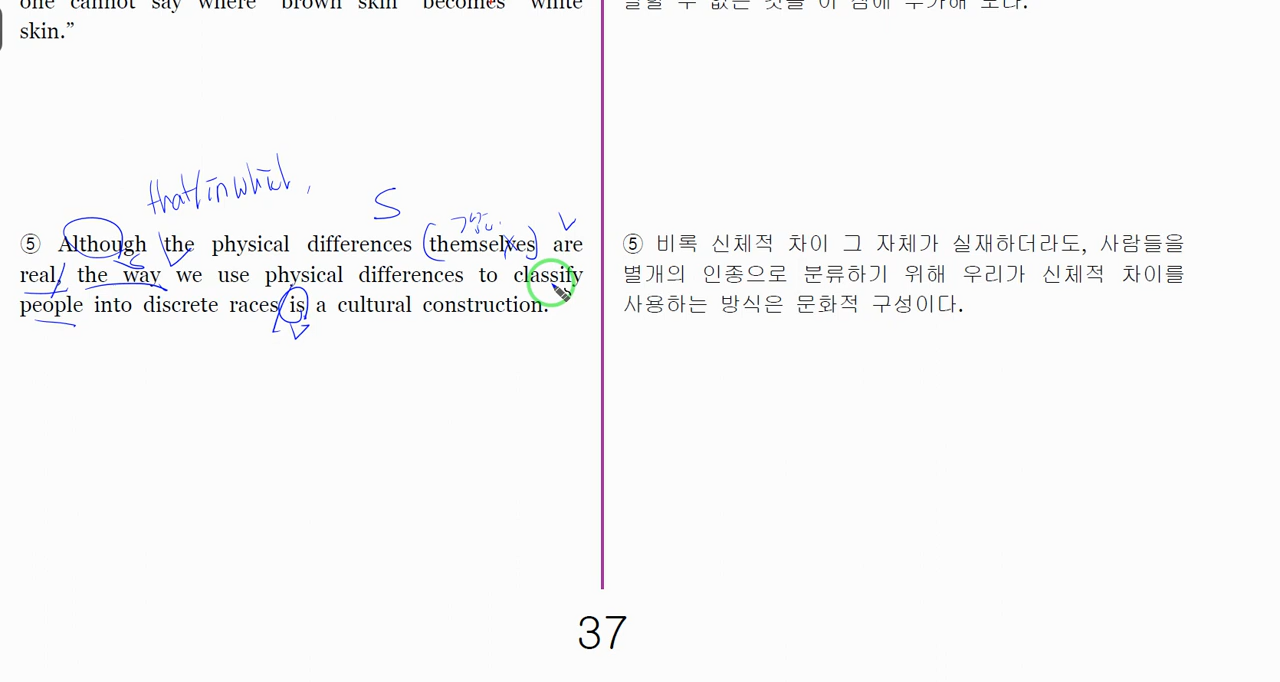 one cannot say where "brown skin" becomes "white
skin."
that/in which,
S
강조
V
⑤ Although the physical differences (themselves) are
S
real, the way we use physical differences to classify
people into discrete races is a cultural construction.
V
⑤ 비록 신체적 차이 그 자체가 실재하더라도, 사람들을
별개의 인종으로 분류하기 위해 우리가 신체적 차이를
사용하는 방식은 문화적 구성이다.
37